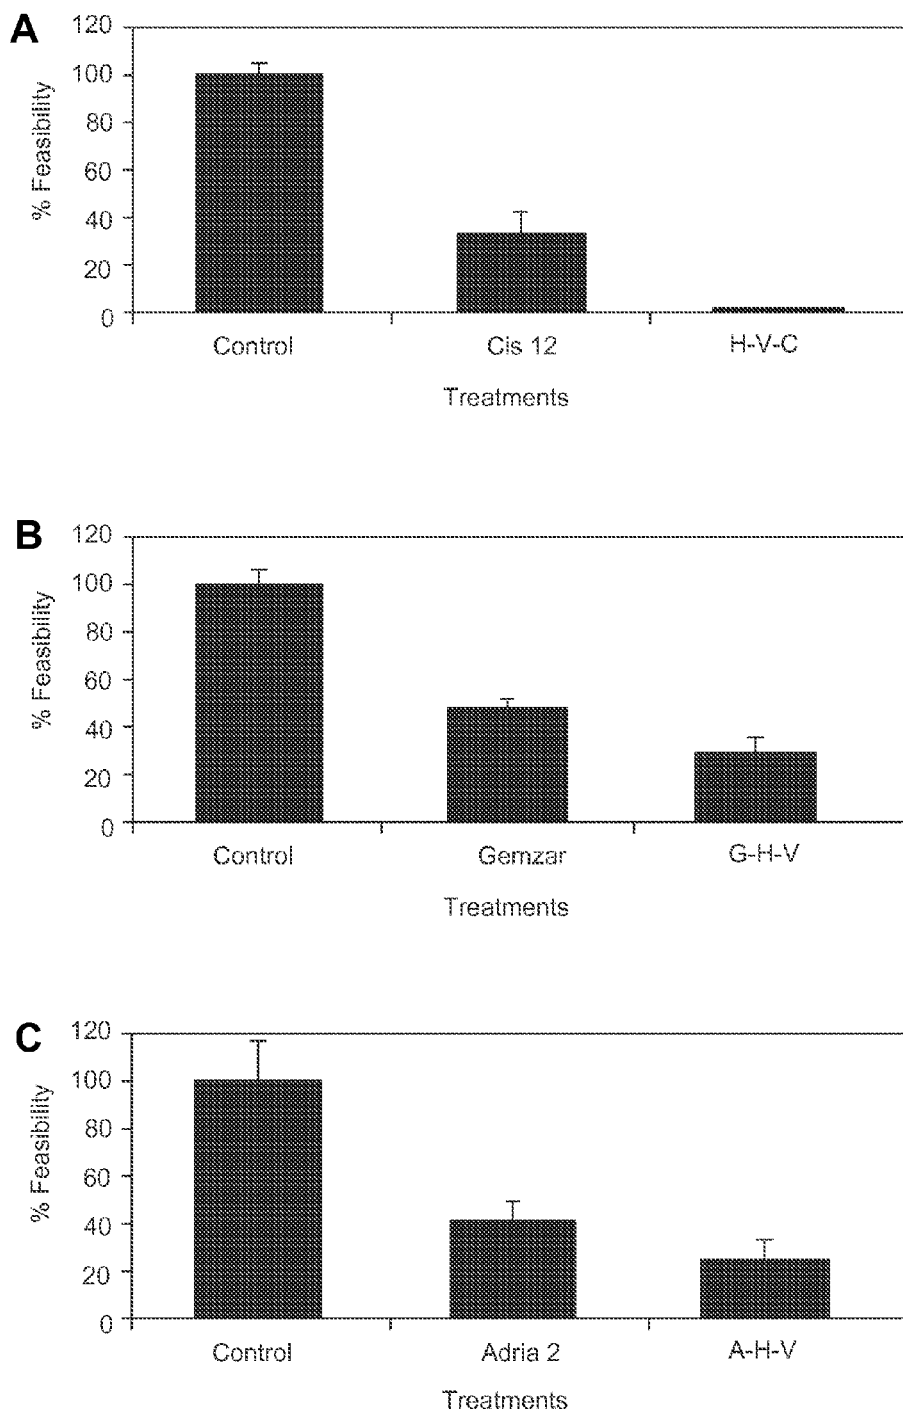 A
% Feasibility
120
100
80
60
40
20
0
Control Cis 12 H-V-C
Treatments
B
% Feasibility
120
100
80
60
40
20
0
Control Gemzar G-H-V
Treatments
C
% Feasibility
120
100
80
60
40
20
0
Control Adria 2 A-H-V
Treatments